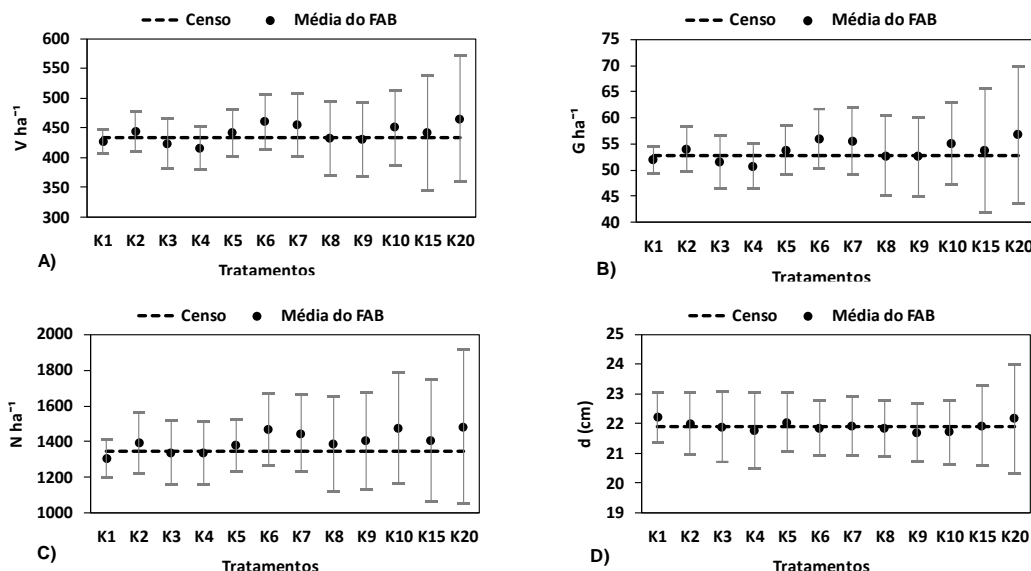 Censo Média do FAB
V ha⁻¹
600
550
500
450
400
350
300
K1 K2 K3 K4 K5 K6 K7 K8 K9 K10 K15 K20
A)
Tratamentos
Censo Média do FAB
G ha⁻¹
75
70
65
60
55
50
45
40
K1 K2 K3 K4 K5 K6 K7 K8 K9 K10 K15 K20
B)
Tratamentos
Censo Média do FAB
N ha⁻¹
2000
1800
1600
1400
1200
1000
K1 K2 K3 K4 K5 K6 K7 K8 K9 K10 K15 K20
C)
Tratamentos
Censo Média do FAB
d (cm)
25
24
23
22
21
20
19
K1 K2 K3 K4 K5 K6 K7 K8 K9 K10 K15 K20
D)
Tratamentos